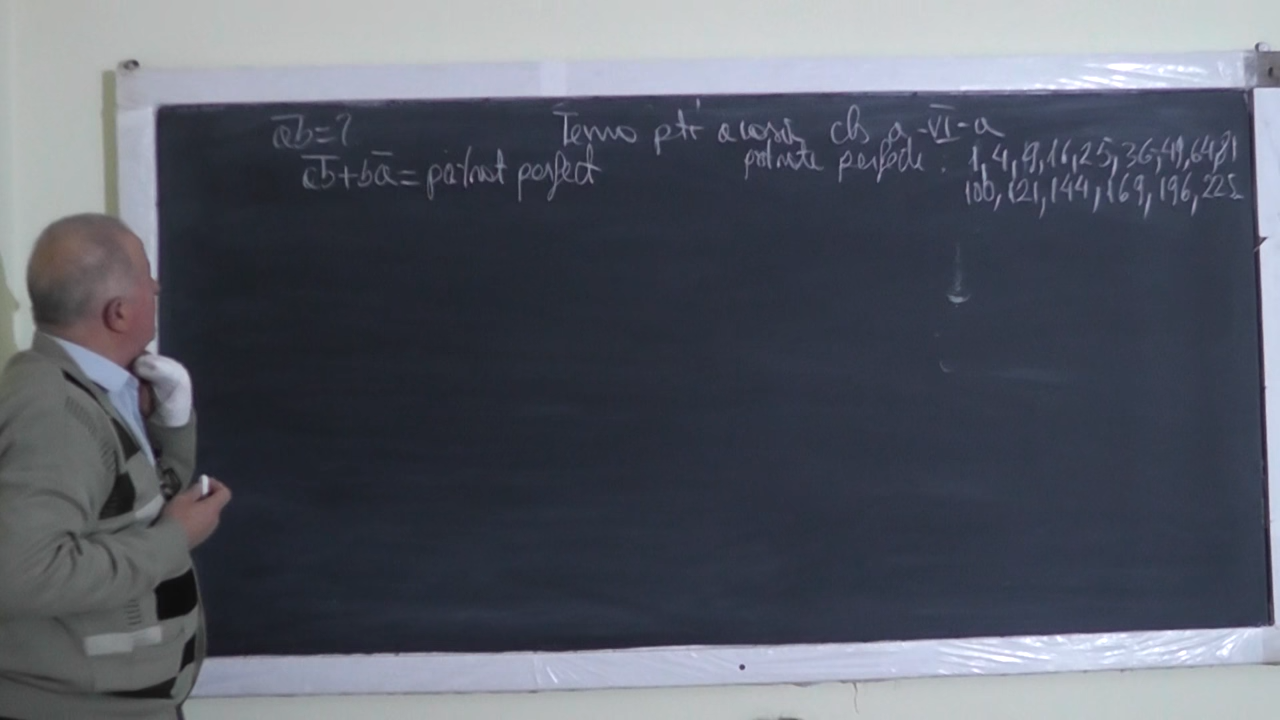 ab=?
Tema ptr acasă cls a-VI-a
ab+ba=pătrat perfect
pătrate perfecte: 1,4,9,16,25,36,49,64,81
100,121,144,169,196,225